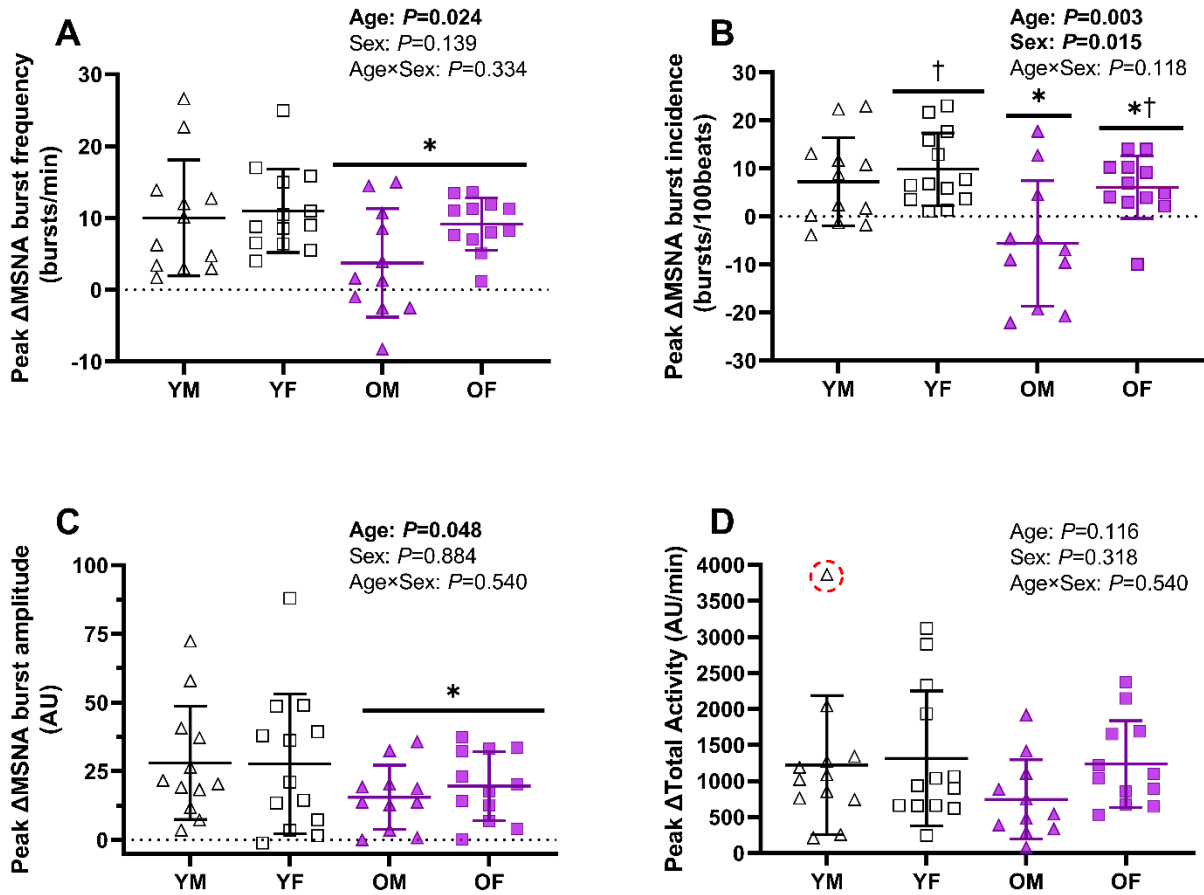 A
Age: P=0.024
Sex: P=0.139
Age×Sex: P=0.334
Peak ΔMSNA burst frequency
(bursts/min)
30
20
10
0
-10
*
YM YF OM OF
B
Age: P=0.003
Sex: P=0.015
Age×Sex: P=0.118
Peak ΔMSNA burst incidence
(bursts/100beats)
30
20
10
0
-10
-20
-30
† * *†
YM YF OM OF
C
Age: P=0.048
Sex: P=0.884
Age×Sex: P=0.540
Peak ΔMSNA burst amplitude
(AU)
100
75
50
25
0
*
YM YF OM OF
D
Age: P=0.116
Sex: P=0.318
Age×Sex: P=0.540
Peak ΔTotal Activity (AU/min)
4000
3500
3000
2500
2000
1500
1000
500
0
YM YF OM OF